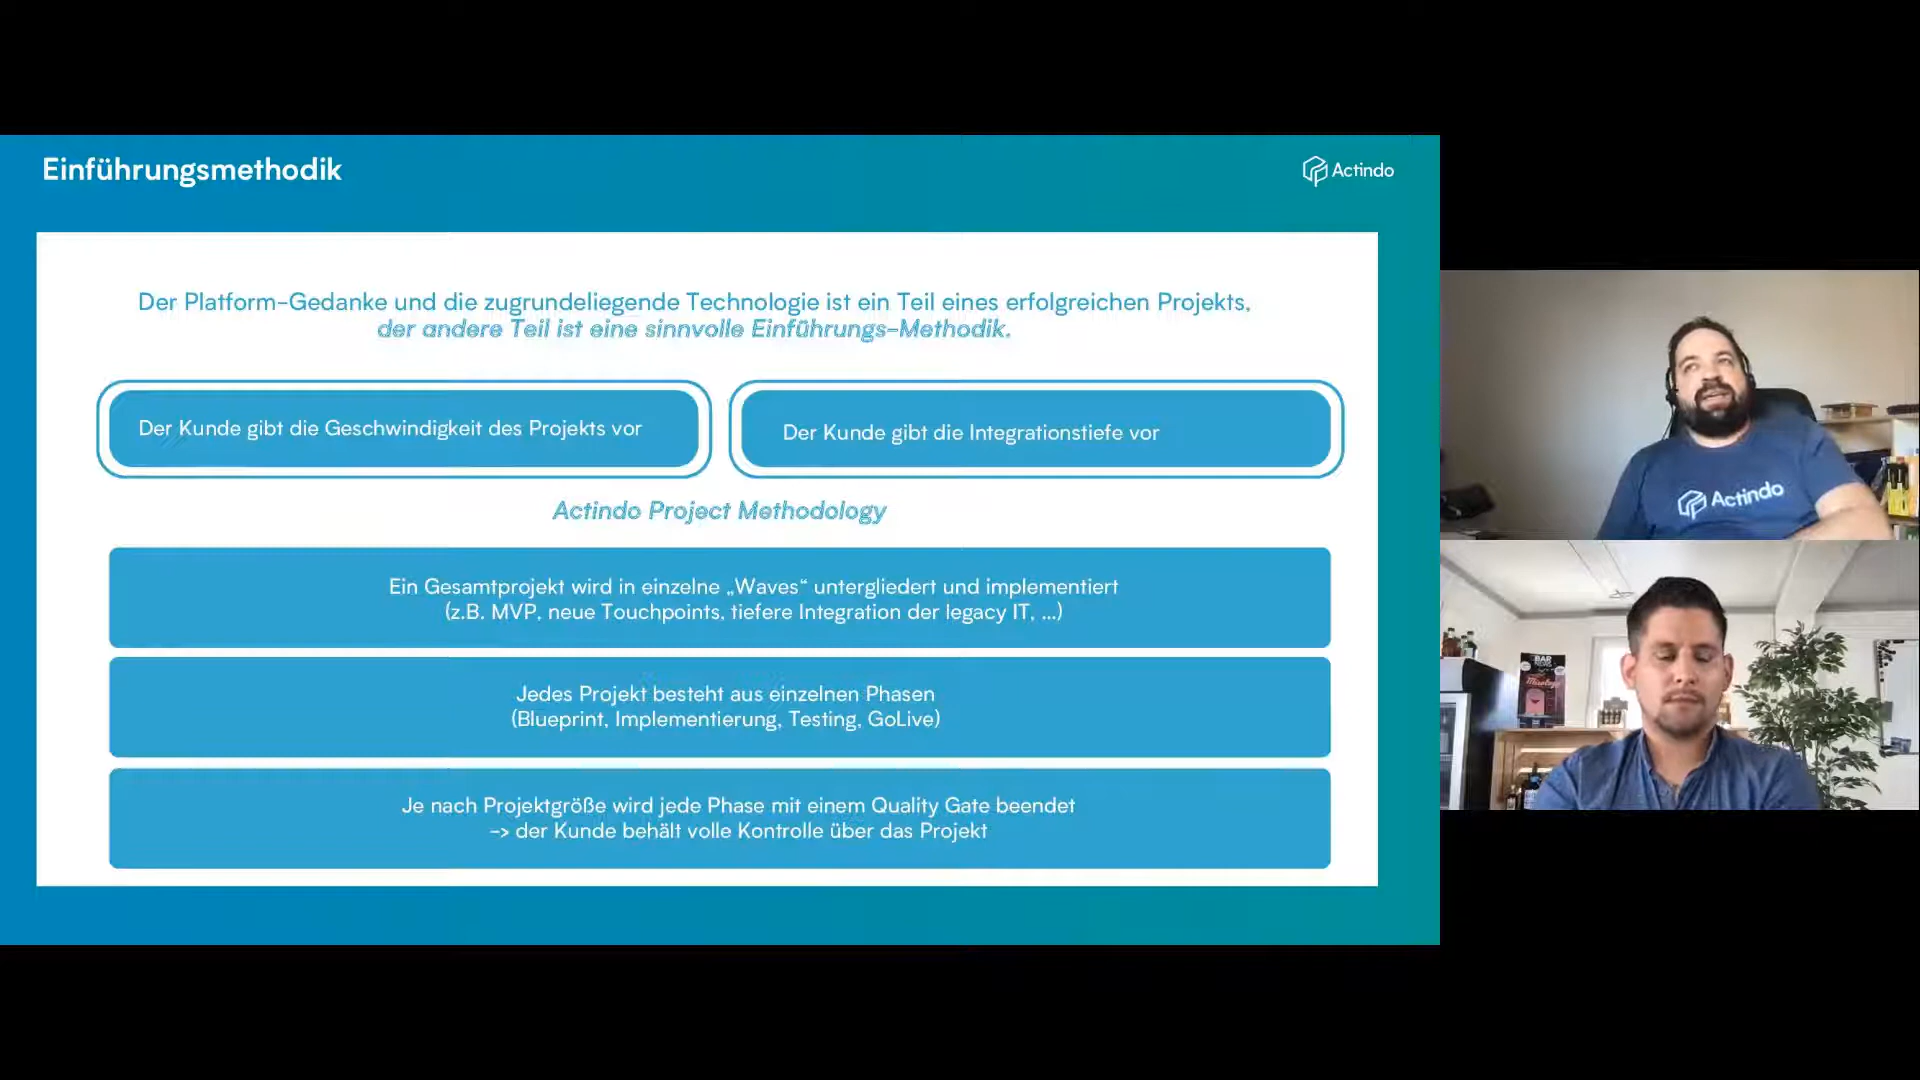 Einführungsmethodik
Actindo
Der Platform-Gedanke und die zugrundeliegende Technologie ist ein Teil eines erfolgreichen Projekts,
der andere Teil ist eine sinnvolle Einführungs-Methodik.
Der Kunde gibt die Geschwindigkeit des Projekts vor
Der Kunde gibt die Integrationstiefe vor
Actindo Project Methodology
Ein Gesamtprojekt wird in einzelne „Waves“ untergliedert und implementiert
(z.B. MVP, neue Touchpoints, tiefere Integration der legacy IT, ...)
Jedes Projekt besteht aus einzelnen Phasen
(Blueprint, Implementierung, Testing, GoLive)
Je nach Projektgröße wird jede Phase mit einem Quality Gate beendet
-> der Kunde behält volle Kontrolle über das Projekt
Actindo
BAR
Mixology